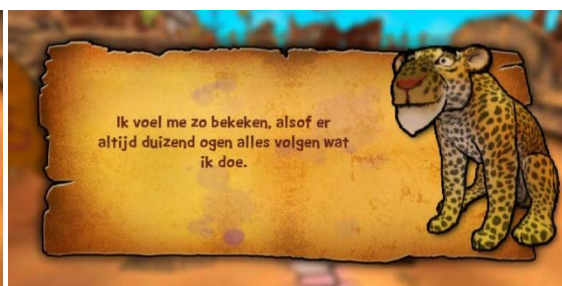 Ik voel me zo bekeken, alsof er
altijd duizend ogen alles volgen wat
ik doe.